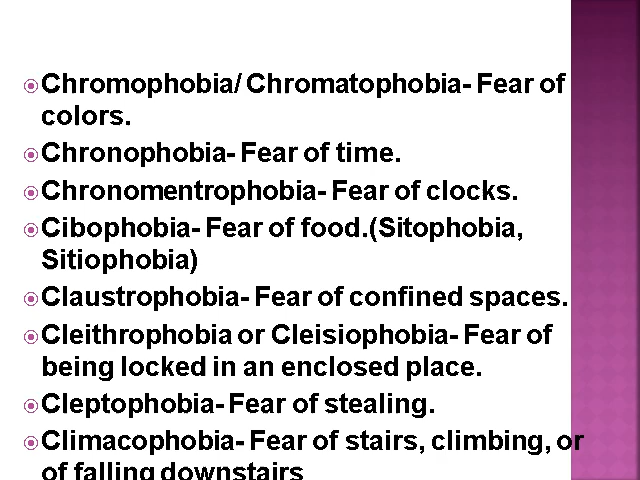 Chromophobia/ Chromatophobia- Fear of
colors.
Chronophobia- Fear of time.
Chronomentrophobia- Fear of clocks.
Cibophobia- Fear of food.(Sitophobia,
Sitiophobia)
Claustrophobia- Fear of confined spaces.
Cleithrophobia or Cleisiophobia- Fear of
being locked in an enclosed place.
Cleptophobia- Fear of stealing.
Climacophobia- Fear of stairs, climbing, or
of falling downstairs